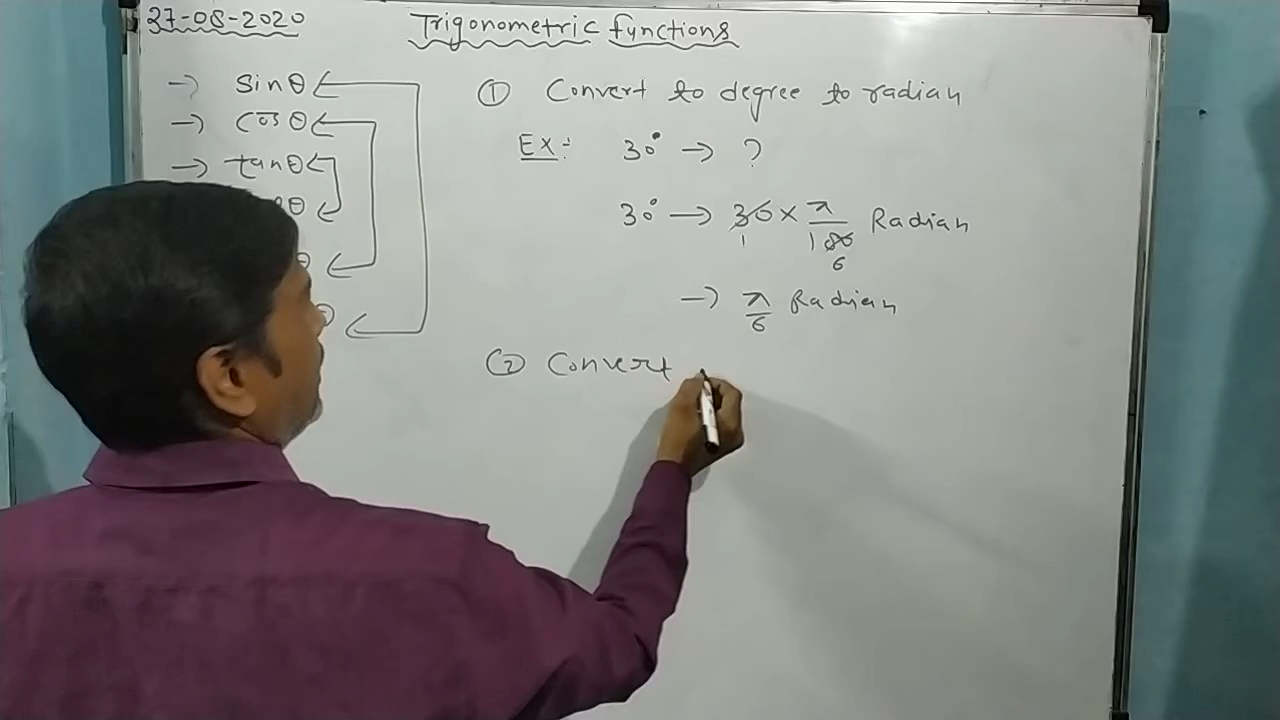 27-08-2020
Trigonometric functions
→ sinθ
→ cosθ
→ tanθ
θ
θ
① Convert to degree to radian
Ex:- 30° → ?
30° → 30 × π/180 Radian
1 6
→ π/6 Radian
② Convert